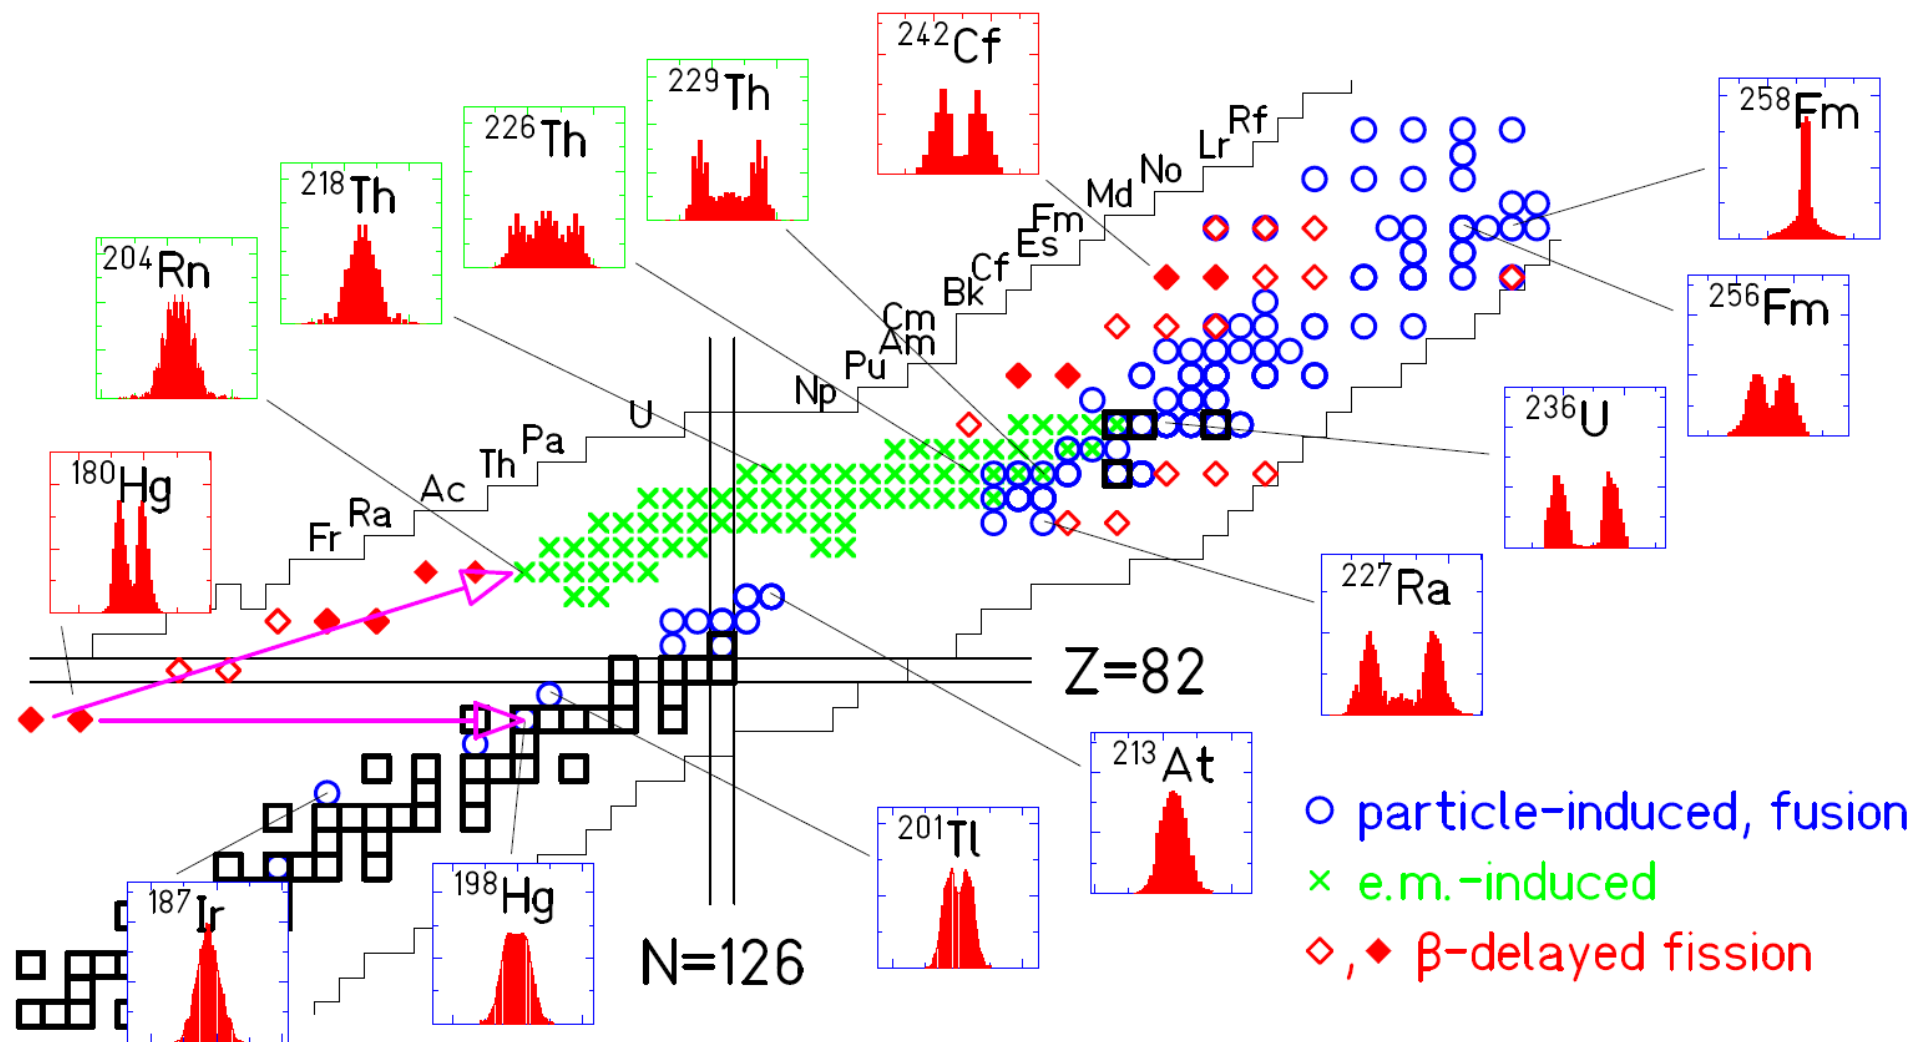 242Cf
229Th
258Fm
226Th
218Th
204Rn
180Hg
Rf
Lr
No
Md
Fm
Es
Cf
Bk
Cm
Am
Pu
Np
U
Pa
Th
Ac
Ra
Fr
256Fm
236U
227Ra
Z=82
213At
201Tl
198Hg
187Ir
N=126
particle-induced, fusion
e.m.-induced
, β-delayed fission